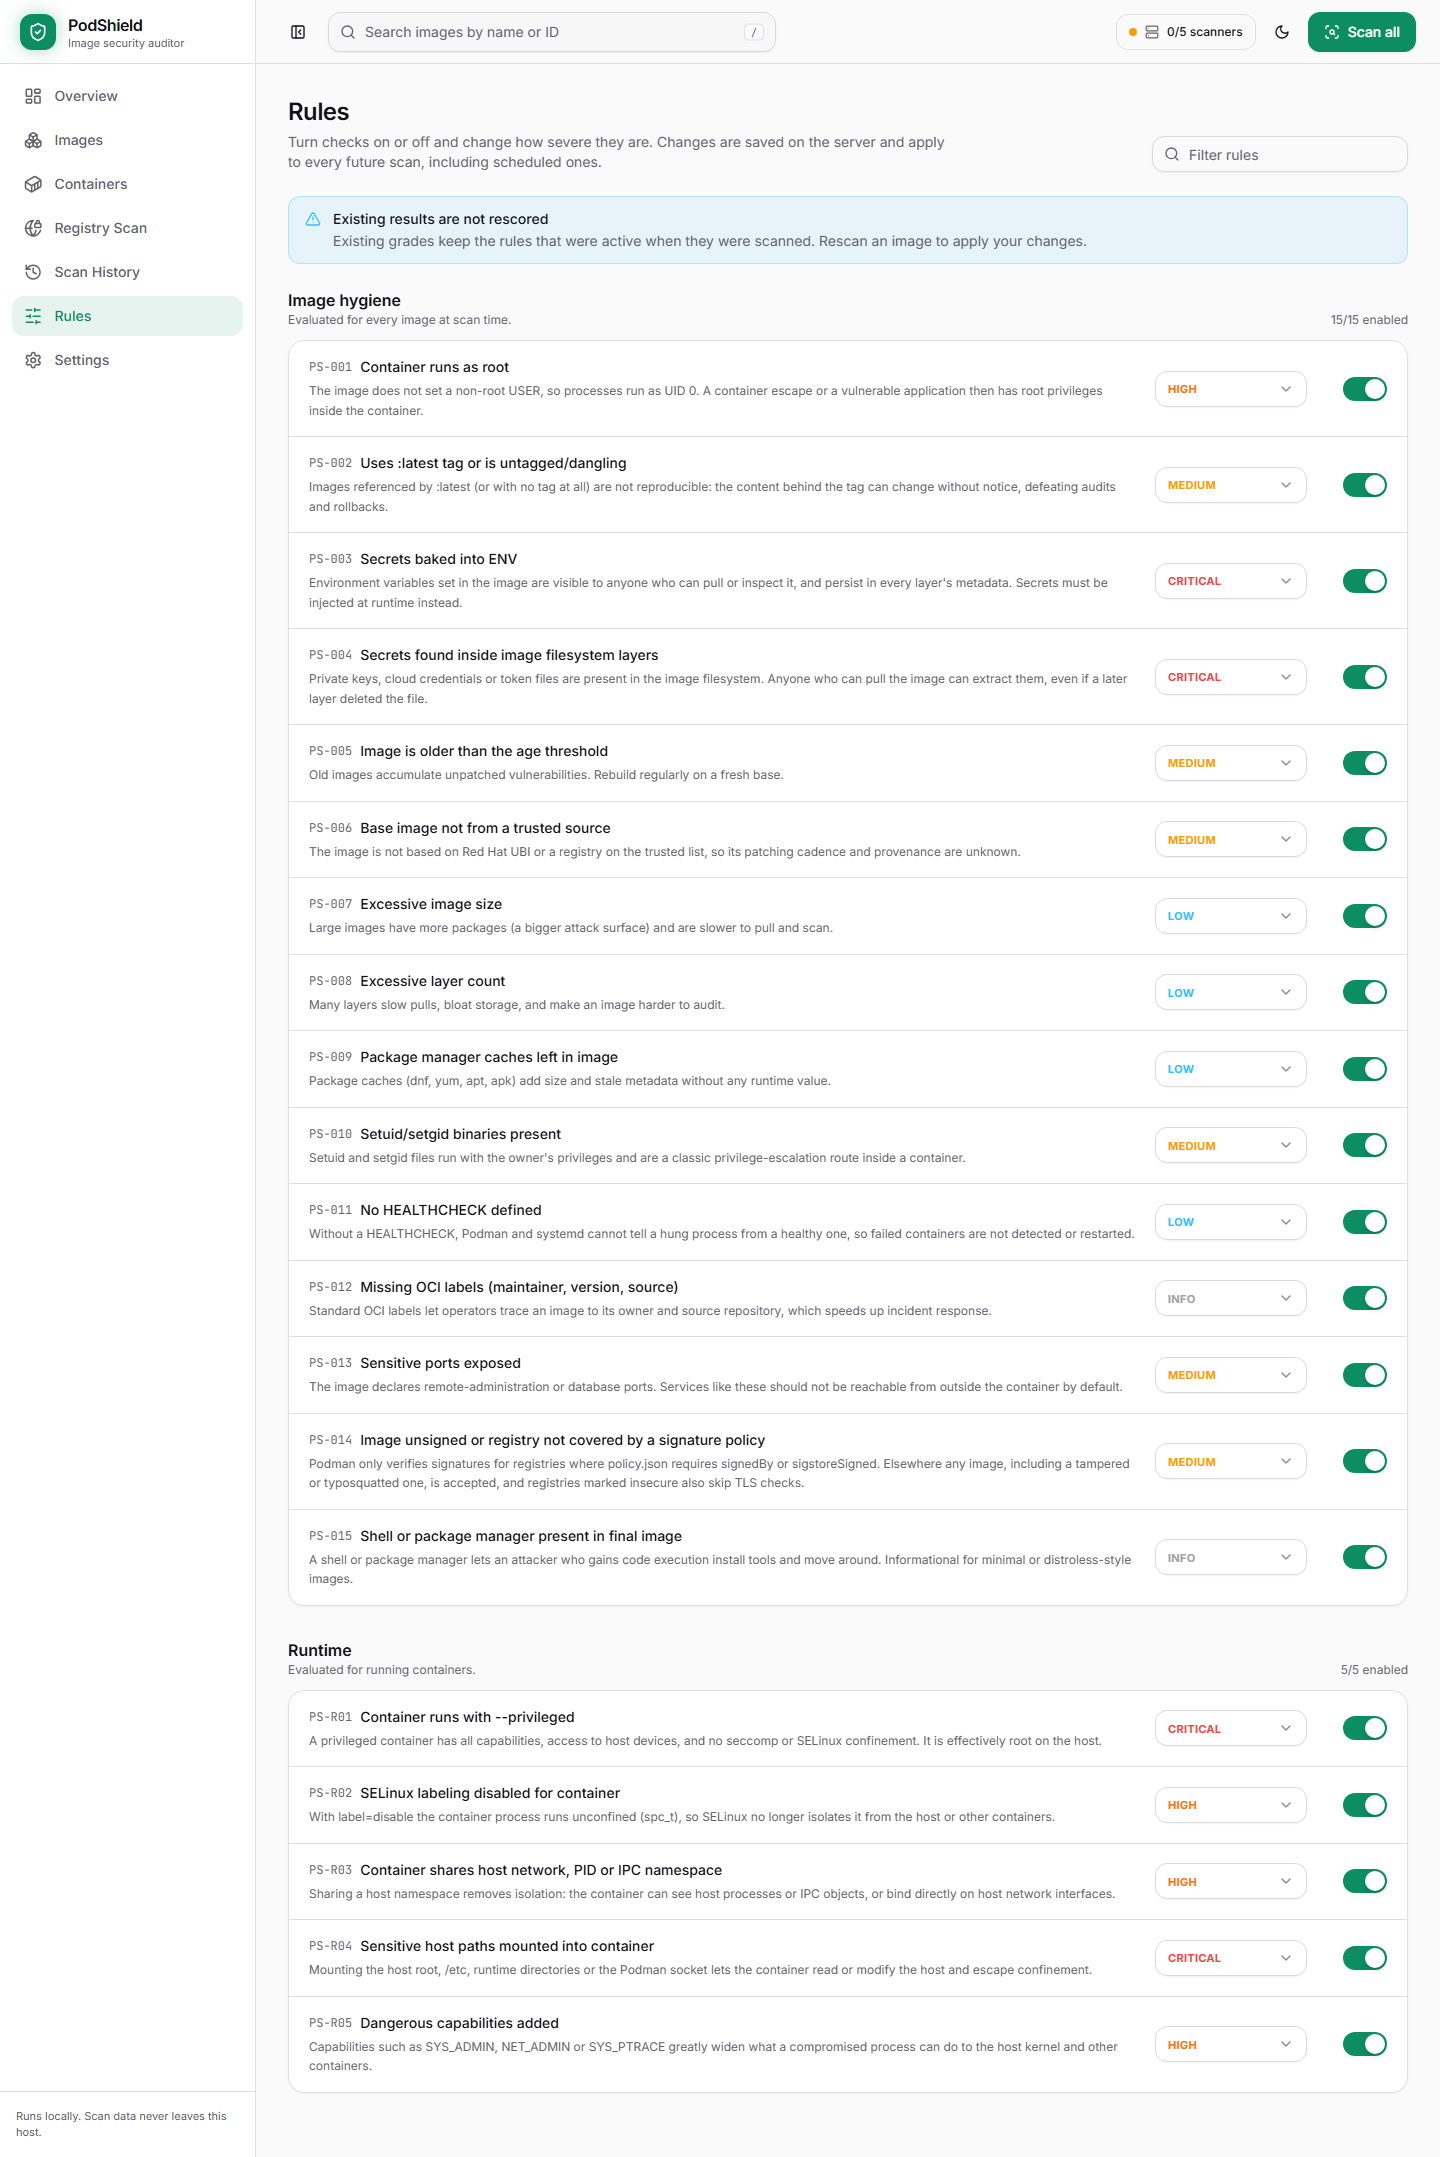 PodShield
Image security auditor
Search images by name or ID
/
0/5 scanners
Scan all
Overview
Images
Containers
Registry Scan
Scan History
Rules
Settings
Runs locally. Scan data never leaves this
host.
Rules
Turn checks on or off and change how severe they are. Changes are saved on the server and apply
to every future scan, including scheduled ones.
Filter rules
Existing results are not rescored
Existing grades keep the rules that were active when they were scanned. Rescan an image to apply your changes.
Image hygiene
Evaluated for every image at scan time.
15/15 enabled
PS-001 Container runs as root
The image does not set a non-root USER, so processes run as UID 0. A container escape or a vulnerable application then has root privileges
inside the container.
HIGH
PS-002 Uses :latest tag or is untagged/dangling
Images referenced by :latest (or with no tag at all) are not reproducible: the content behind the tag can change without notice, defeating audits
and rollbacks.
MEDIUM
PS-003 Secrets baked into ENV
Environment variables set in the image are visible to anyone who can pull or inspect it, and persist in every layer's metadata. Secrets must be
injected at runtime instead.
CRITICAL
PS-004 Secrets found inside image filesystem layers
Private keys, cloud credentials or token files are present in the image filesystem. Anyone who can pull the image can extract them, even if a later
layer deleted the file.
CRITICAL
PS-005 Image is older than the age threshold
Old images accumulate unpatched vulnerabilities. Rebuild regularly on a fresh base.
MEDIUM
PS-006 Base image not from a trusted source
The image is not based on Red Hat UBI or a registry on the trusted list, so its patching cadence and provenance are unknown.
MEDIUM
PS-007 Excessive image size
Large images have more packages (a bigger attack surface) and are slower to pull and scan.
LOW
PS-008 Excessive layer count
Many layers slow pulls, bloat storage, and make an image harder to audit.
LOW
PS-009 Package manager caches left in image
Package caches (dnf, yum, apt, apk) add size and stale metadata without any runtime value.
LOW
PS-010 Setuid/setgid binaries present
Setuid and setgid files run with the owner's privileges and are a classic privilege-escalation route inside a container.
MEDIUM
PS-011 No HEALTHCHECK defined
Without a HEALTHCHECK, Podman and systemd cannot tell a hung process from a healthy one, so failed containers are not detected or restarted.
LOW
PS-012 Missing OCI labels (maintainer, version, source)
Standard OCI labels let operators trace an image to its owner and source repository, which speeds up incident response.
INFO
PS-013 Sensitive ports exposed
The image declares remote-administration or database ports. Services like these should not be reachable from outside the container by default.
MEDIUM
PS-014 Image unsigned or registry not covered by a signature policy
Podman only verifies signatures for registries where policy.json requires signedBy or sigstoreSigned. Elsewhere any image, including a tampered
or typosquatted one, is accepted, and registries marked insecure also skip TLS checks.
MEDIUM
PS-015 Shell or package manager present in final image
A shell or package manager lets an attacker who gains code execution install tools and move around. Informational for minimal or distroless-style
images.
INFO
Runtime
Evaluated for running containers.
5/5 enabled
PS-R01 Container runs with --privileged
A privileged container has all capabilities, access to host devices, and no seccomp or SELinux confinement. It is effectively root on the host.
CRITICAL
PS-R02 SELinux labeling disabled for container
With label=disable the container process runs unconfined (spc_t), so SELinux no longer isolates it from the host or other containers.
HIGH
PS-R03 Container shares host network, PID or IPC namespace
Sharing a host namespace removes isolation: the container can see host processes or IPC objects, or bind directly on host network interfaces.
HIGH
PS-R04 Sensitive host paths mounted into container
Mounting the host root, /etc, runtime directories or the Podman socket lets the container read or modify the host and escape confinement.
CRITICAL
PS-R05 Dangerous capabilities added
Capabilities such as SYS_ADMIN, NET_ADMIN or SYS_PTRACE greatly widen what a compromised process can do to the host kernel and other
containers.
HIGH